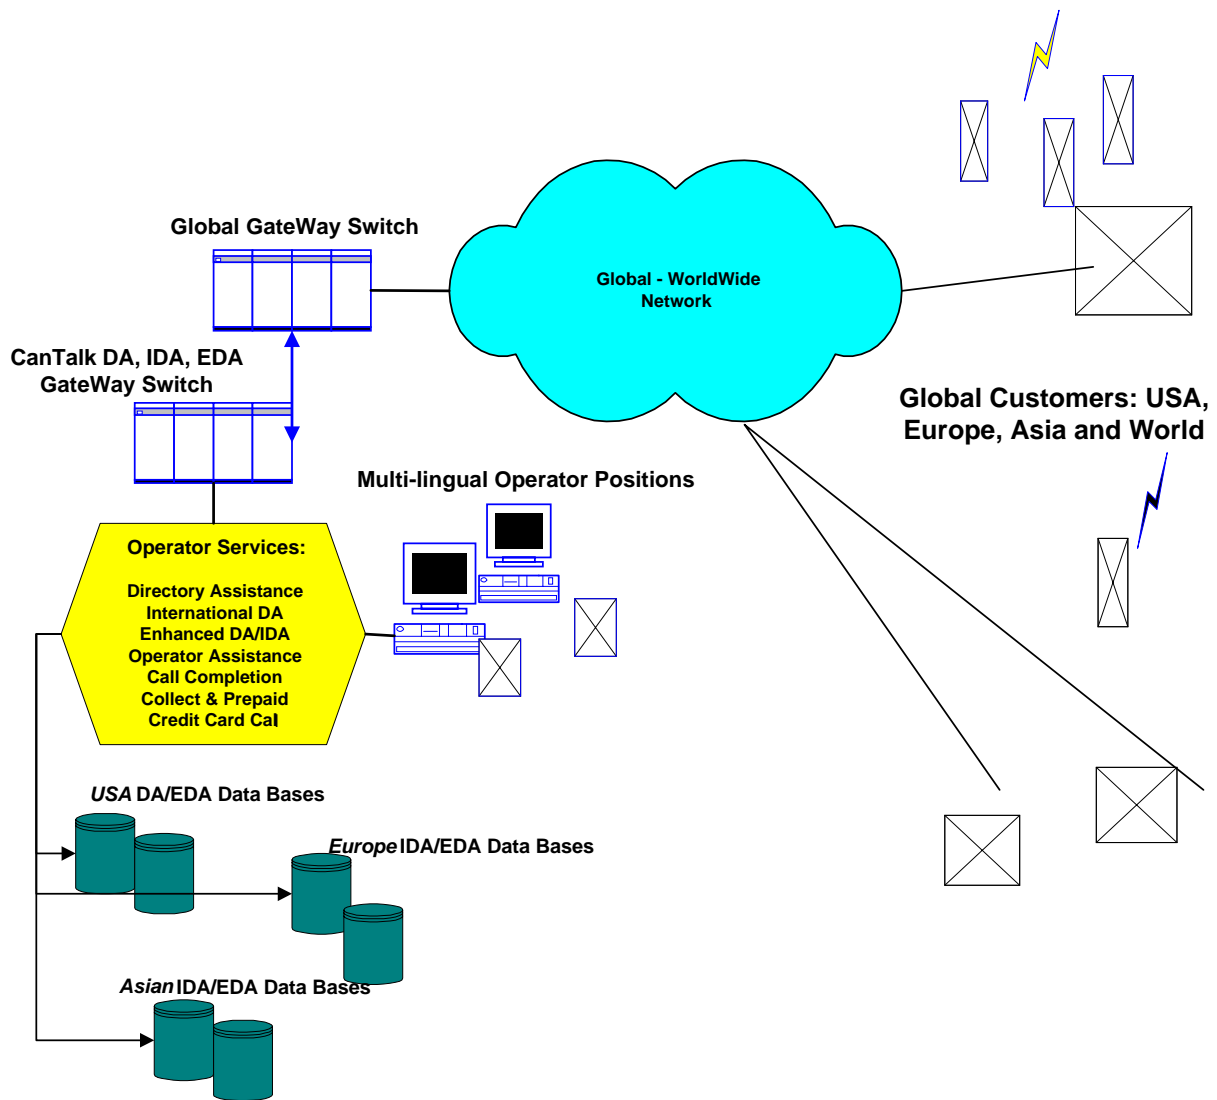 Global GateWay Switch
Global - WorldWide
Network
CanTalk DA, IDA, EDA
GateWay Switch
Global Customers: USA,
Europe, Asia and World
Multi-lingual Operator Positions
Operator Services:
Directory Assistance
International DA
Enhanced DA/IDA
Operator Assistance
Call Completion
Collect & Prepaid
Credit Card Cal
USA DA/EDA Data Bases
Europe IDA/EDA Data Bases
Asian IDA/EDA Data Bases